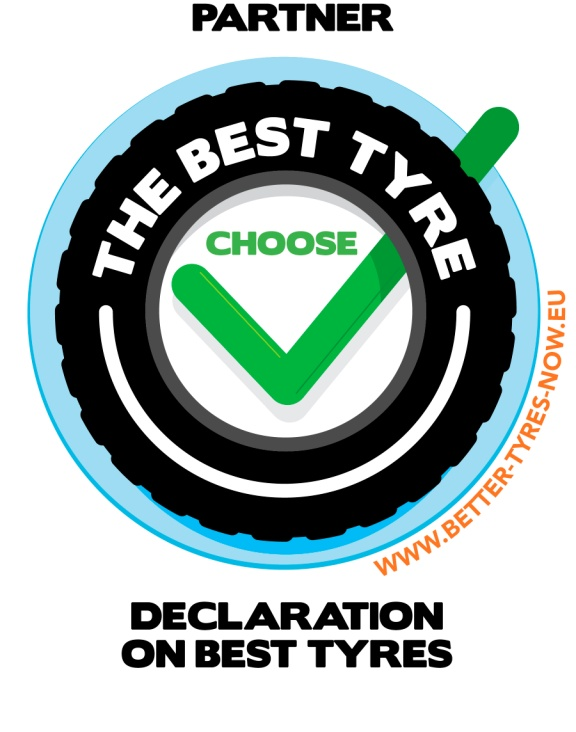 PARTNER
THE BEST TYRE
CHOOSE
WWW.BETTER-TYRES-NOW.EU
DECLARATION
ON BEST TYRES